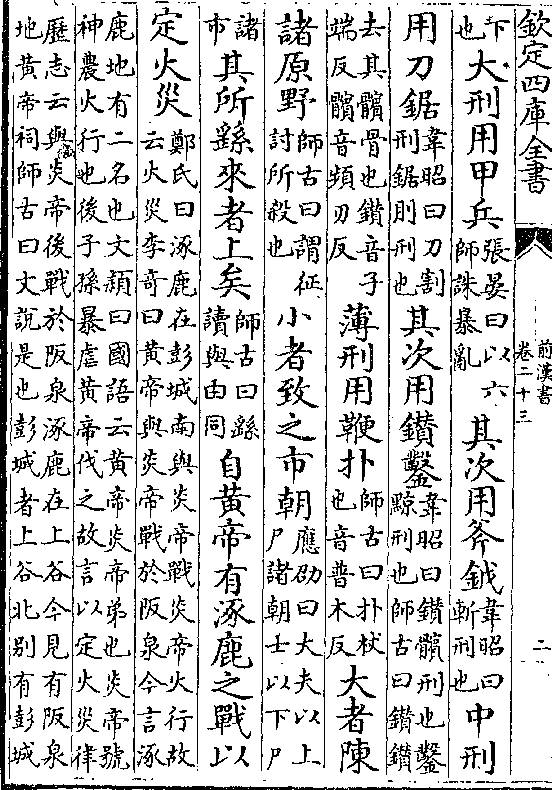 欽定四庫全書
前漢書
卷二十三
二
下也大刑用甲兵張晏曰以六師誅暴亂其次用斧鉞韋昭曰斬刑也中刑
用刀鋸韋昭曰刀割刑鋸刖刑也其次用鑽鑿韋昭曰鑽臏刑也鑿黥刑也師古曰鑽鑽
去其臏骨也鑽音子端反臏音頻刃反薄刑用鞭扑師古曰扑杖也音普木反大者陳
諸原野師古曰謂征討所殺也小者致之市朝應劭曰大夫以上尸諸朝士以下尸
諸市其所繇來者上矣師古曰繇讀與由同自黃帝有涿鹿之戰以
定火災鄭氏曰涿鹿在彭城南與炎帝戰炎帝火行故云火災李奇曰黃帝與炎帝戰於阪泉今言涿
鹿地有二名也文穎曰國語云黃帝炎帝弟也炎帝號神農火行也後子孫暴虐黃帝伐之故言以定火災律
歷志云與炎帝後戰於阪泉涿鹿在上谷今見有阪泉地黃帝祠師古曰文說是也彭城者上谷北別有彭城